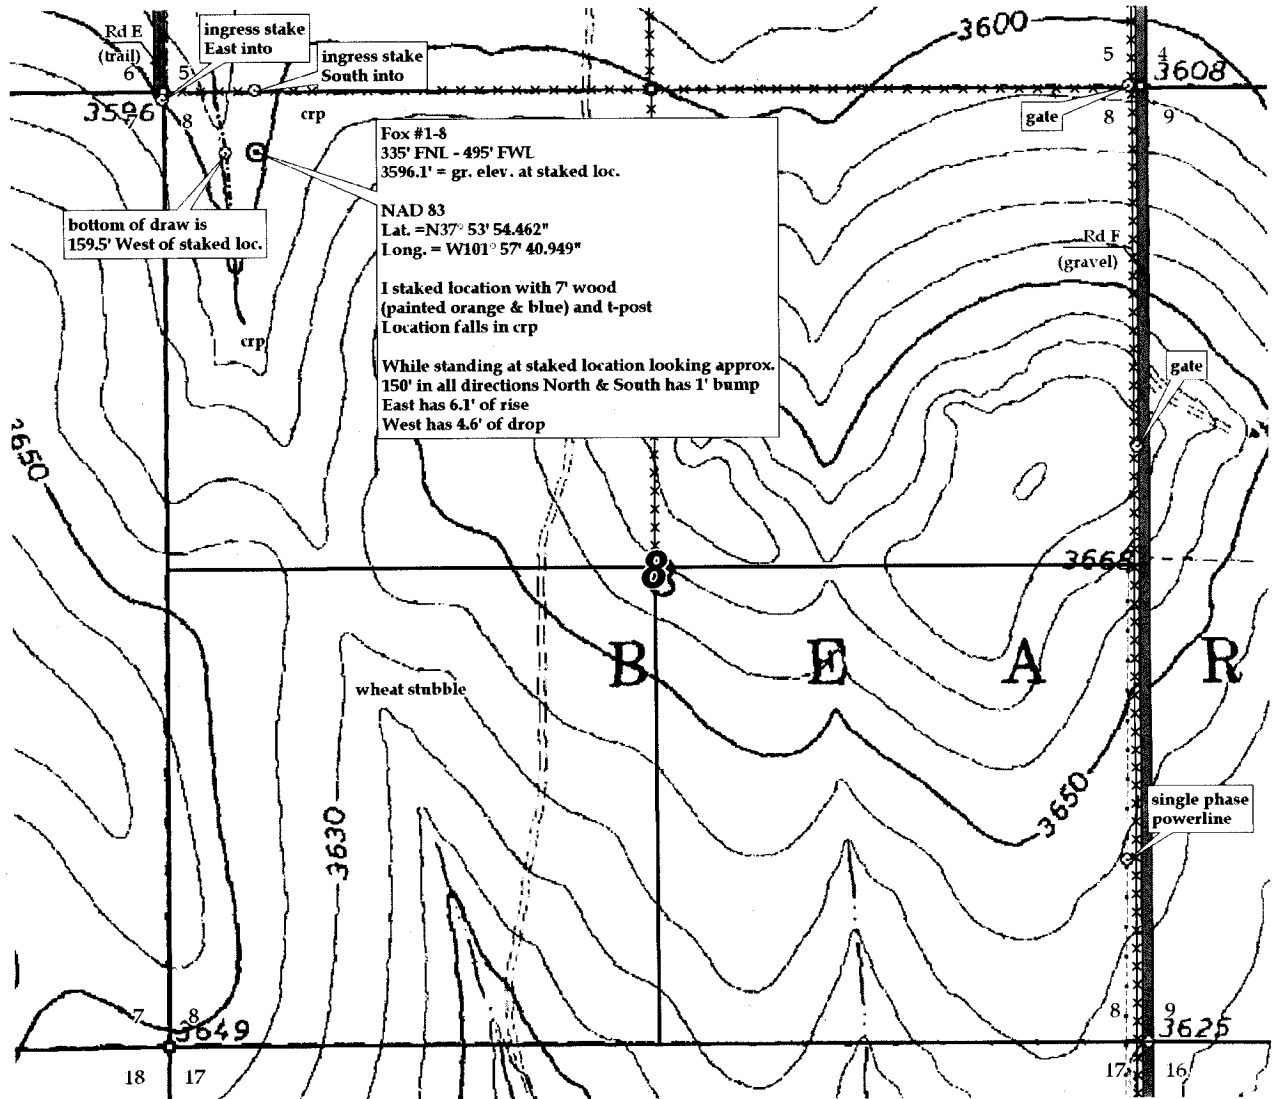 Rd E
(trail)
ingress stake
East into
ingress stake
South into
3600
6
5
5
4
3608
3596
7
8
crp
gate
8
9
Fox #1-8
335' FNL - 495' FWL
3596.1' = gr. elev. at staked loc.
NAD 83
Lat. =N37° 53' 54.462"
Long. = W101° 57' 40.949"
I staked location with 7' wood
(painted orange & blue) and t-post
Location falls in crp
While standing at staked location looking approx.
150' in all directions North & South has 1' bump
East has 6.1' of rise
West has 4.6' of drop
bottom of draw is
159.5' West of staked loc.
Rd F
(gravel)
crp
gate
3650
8
3668
B E A R
wheat stubble
3630
3650
single phase
powerline
7
8
3649
8
9
3625
18
17
17
16